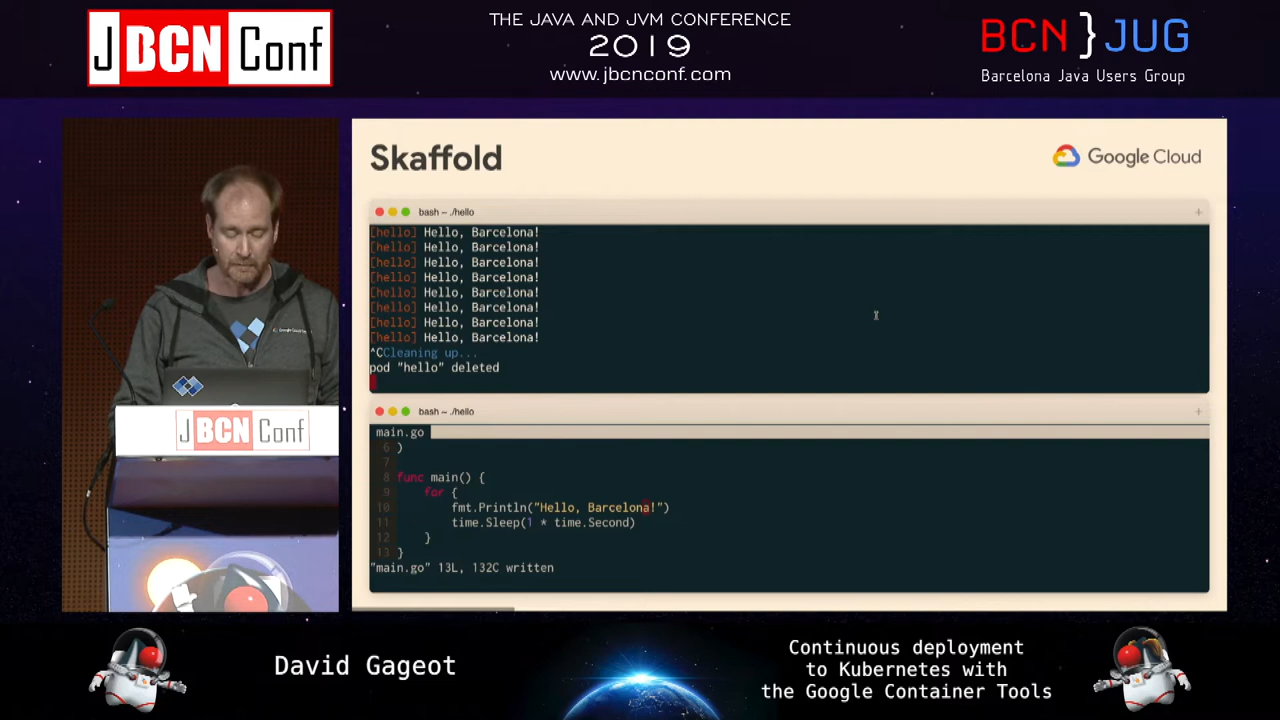 J BCN Conf
THE JAVA AND JVM CONFERENCE
2019
www.jbcnconf.com
BCN } JUG
Barcelona Java Users Group
Skaffold
Google Cloud
bash ~ ./hello
[hello] Hello, Barcelona!
[hello] Hello, Barcelona!
[hello] Hello, Barcelona!
[hello] Hello, Barcelona!
[hello] Hello, Barcelona!
[hello] Hello, Barcelona!
[hello] Hello, Barcelona!
[hello] Hello, Barcelona!
^CCleaning up...
pod "hello" deleted
bash ~ ./hello
main.go
6 )
7
8 func main() {
9 for {
10 fmt.Println("Hello, Barcelona!")
11 time.Sleep(1 * time.Second)
12 }
13 }
"main.go" 13L, 132C written
J BCN Conf
David Gageot
Continuous deployment
to Kubernetes with
the Google Container Tools